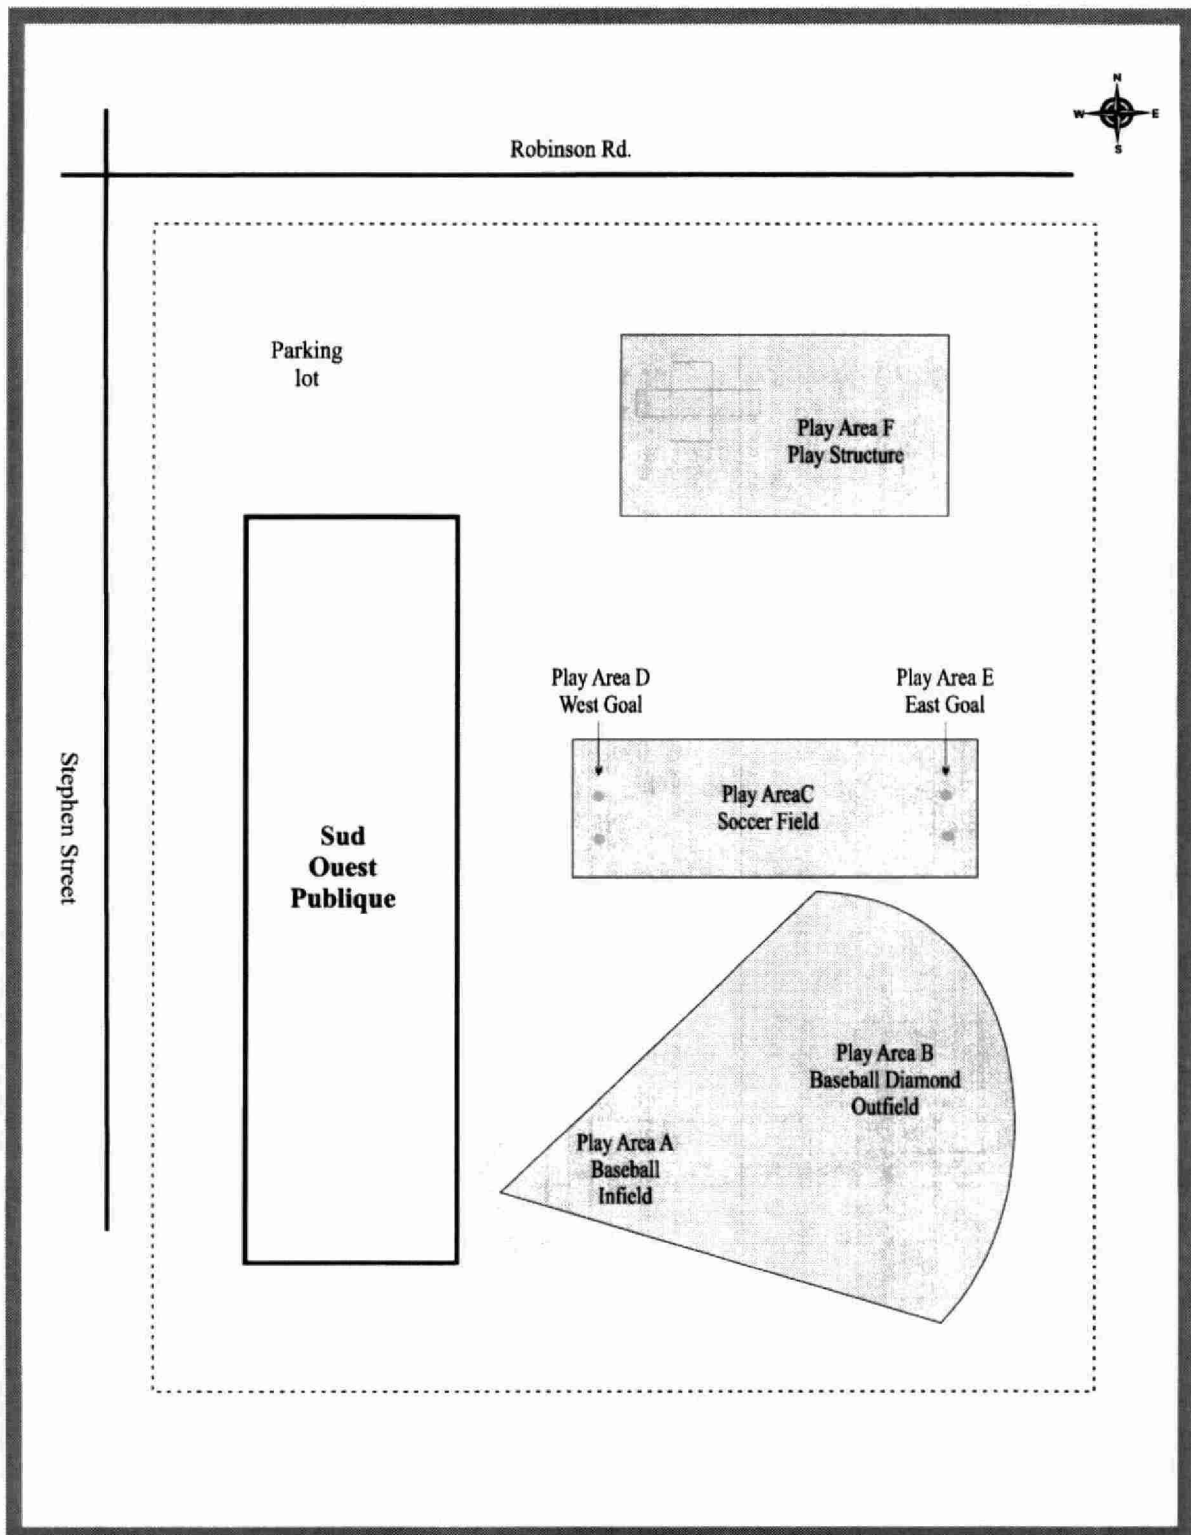 N
W E
S
Robinson Rd.
Parking
lot
Play Area F
Play Structure
Play Area D
West Goal
Play Area E
East Goal
Stephen Street
Play AreaC
Soccer Field
Sud
Ouest
Publique
Play Area B
Baseball Diamond
Outfield
Play Area A
Baseball
Infield